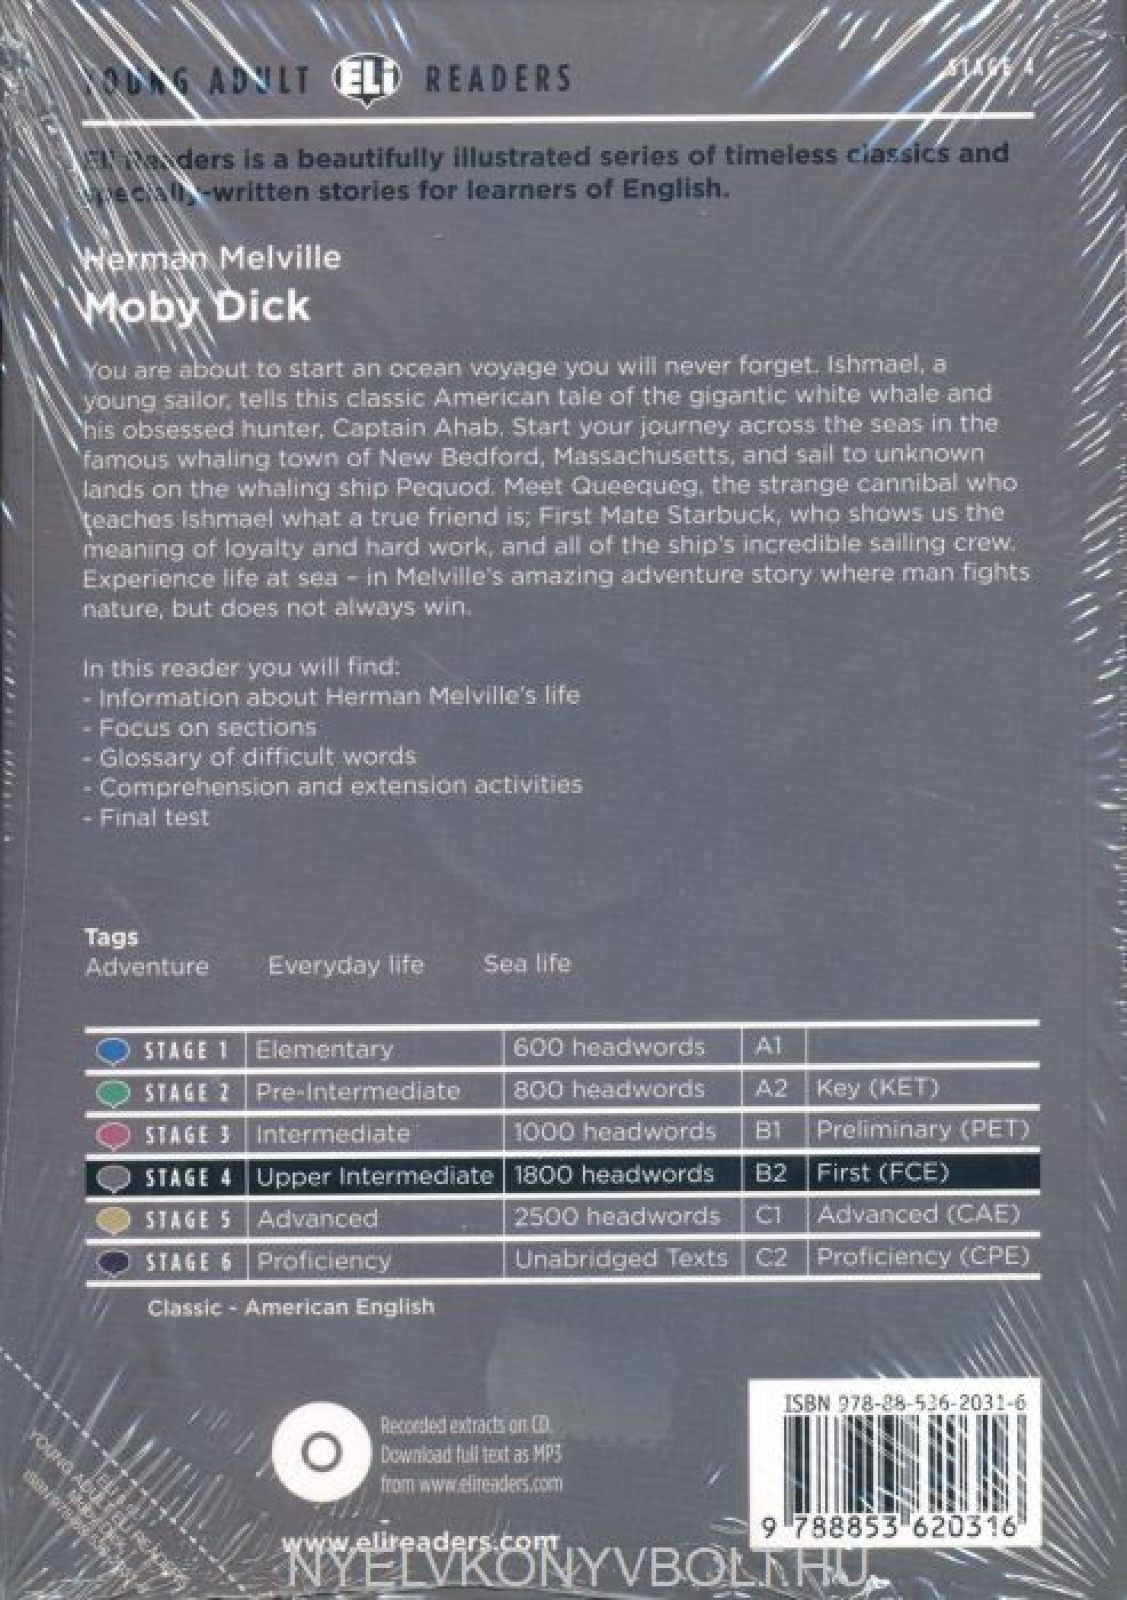 YOUNG ADULT ELi READERS
STAGE 4
Eli Readers is a beautifully illustrated series of timeless classics and
specially-written stories for learners of English.
Herman Melville
Moby Dick
You are about to start an ocean voyage you will never forget. Ishmael, a
young sailor, tells this classic American tale of the gigantic white whale and
his obsessed hunter, Captain Ahab. Start your journey across the seas in the
famous whaling town of New Bedford, Massachusetts, and sail to unknown
lands on the whaling ship Pequod. Meet Queequeg, the strange cannibal who
teaches Ishmael what a true friend is; First Mate Starbuck, who shows us the
meaning of loyalty and hard work, and all of the ship's incredible sailing crew.
Experience life at sea – in Melville's amazing adventure story where man fights
nature, but does not always win.
In this reader you will find:
- Information about Herman Melville's life
- Focus on sections
- Glossary of difficult words
- Comprehension and extension activities
- Final test
Tags
Adventure Everyday life Sea life
STAGE 1 Elementary 600 headwords A1
STAGE 2 Pre-Intermediate 800 headwords A2 Key (KET)
STAGE 3 Intermediate 1000 headwords B1 Preliminary (PET)
STAGE 4 Upper Intermediate 1800 headwords B2 First (FCE)
STAGE 5 Advanced 2500 headwords C1 Advanced (CAE)
STAGE 6 Proficiency Unabridged Texts C2 Proficiency (CPE)
Classic - American English
Recorded extracts on CD.
Download full text as MP3
from www.elireaders.com
www.elireaders.com
ISBN 978-88-536-2031-6
9 788853 620316
NYELVKONYVBOLT.HU
YOUNG ADULT ELI READERS